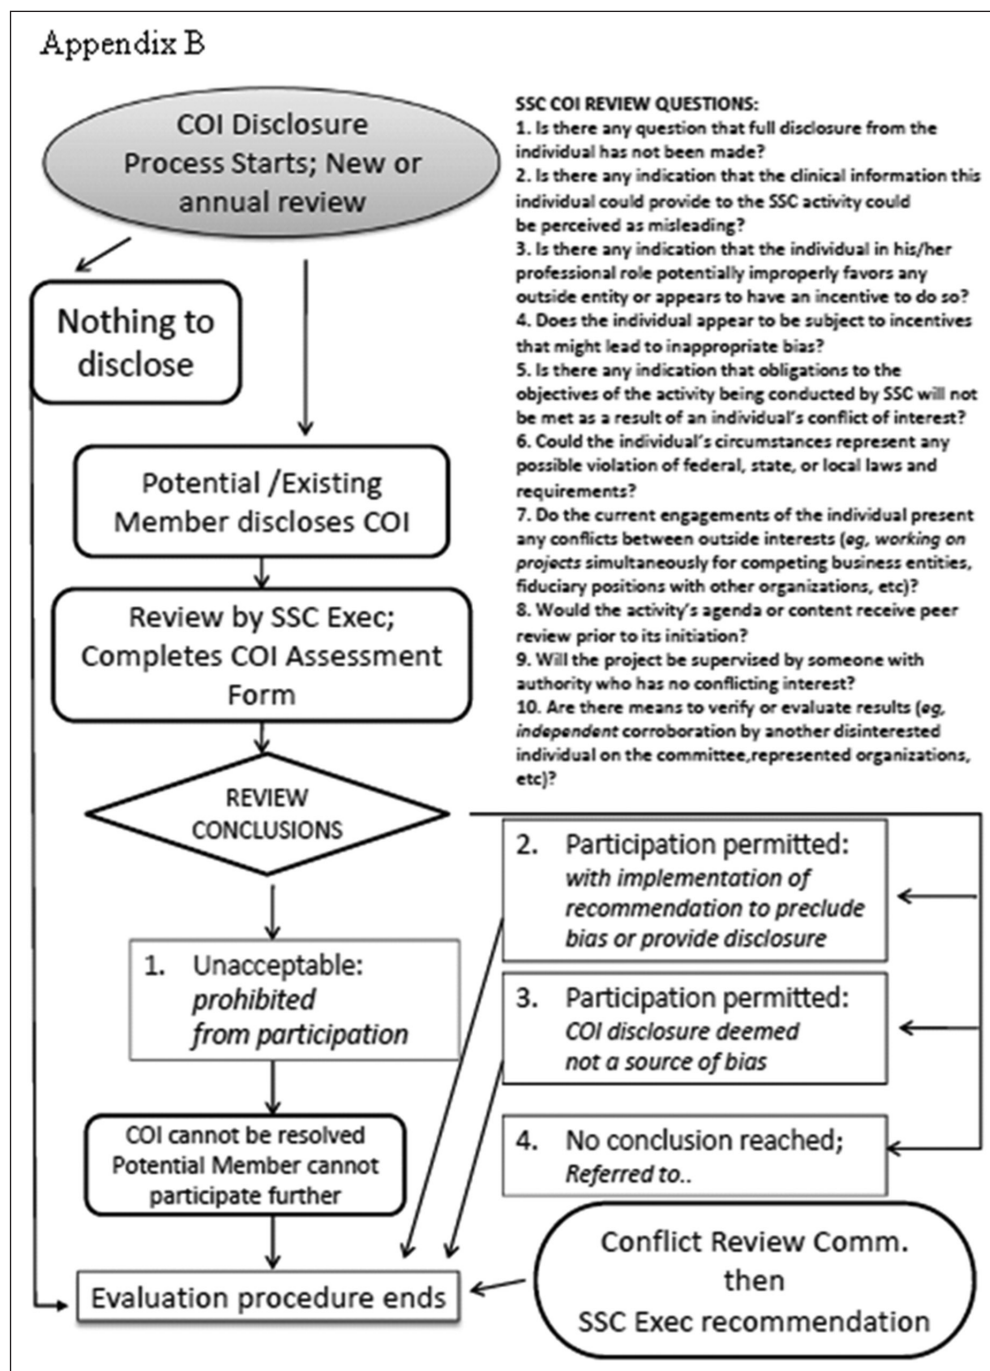 Appendix B
COI Disclosure
Process Starts; New or
annual review
Nothing to
disclose
Potential /Existing
Member discloses COI
Review by SSC Exec;
Completes COI Assessment
Form
REVIEW
CONCLUSIONS
1. Unacceptable:
prohibited
from participation
COI cannot be resolved
Potential Member cannot
participate further
Evaluation procedure ends
SSC COI REVIEW QUESTIONS:
1. Is there any question that full disclosure from the
individual has not been made?
2. Is there any indication that the clinical information this
individual could provide to the SSC activity could
be perceived as misleading?
3. Is there any indication that the individual in his/her
professional role potentially improperly favors any
outside entity or appears to have an incentive to do so?
4. Does the individual appear to be subject to incentives
that might lead to inappropriate bias?
5. Is there any indication that obligations to the
objectives of the activity being conducted by SSC will not
be met as a result of an individual's conflict of interest?
6. Could the individual's circumstances represent any
possible violation of federal, state, or local laws and
requirements?
7. Do the current engagements of the individual present
any conflicts between outside interests (eg, working on
projects simultaneously for competing business entities,
fiduciary positions with other organizations, etc)?
8. Would the activity's agenda or content receive peer
review prior to its initiation?
9. Will the project be supervised by someone with
authority who has no conflicting interest?
10. Are there means to verify or evaluate results (eg,
independent corroboration by another disinterested
individual on the committee,represented organizations,
etc)?
2. Participation permitted:
with implementation of
recommendation to preclude
bias or provide disclosure
3. Participation permitted:
COI disclosure deemed
not a source of bias
4. No conclusion reached;
Referred to..
Conflict Review Comm.
then
SSC Exec recommendation